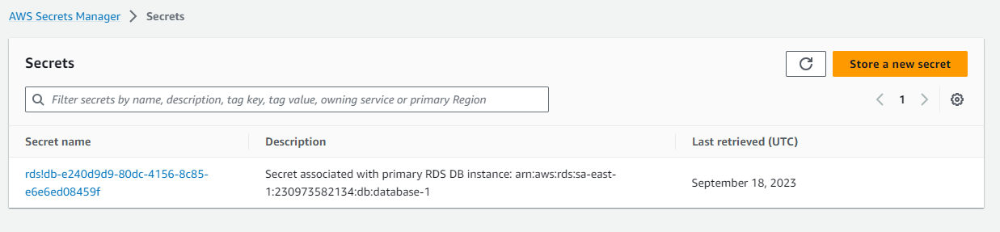 AWS Secrets Manager > Secrets
Secrets
Store a new secret
Filter secrets by name, description, tag key, tag value, owning service or primary Region
1
Secret name Description Last retrieved (UTC)
rds!db-e240d9d9-80dc-4156-8c85-
e6e6ed08459f
Secret associated with primary RDS DB instance: arn:aws:rds:sa-east-
1:230973582134:db:database-1
September 18, 2023